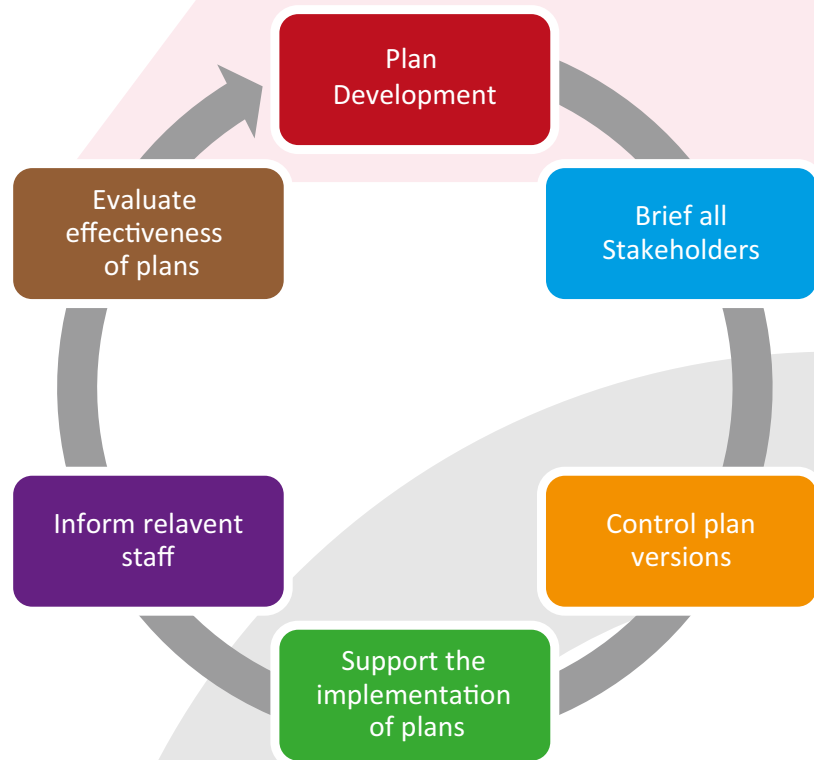 Plan
Development
Brief all
Stakeholders
Control plan
versions
Support the
implementation
of plans
Inform relavent
staff
Evaluate
effectiveness
of plans